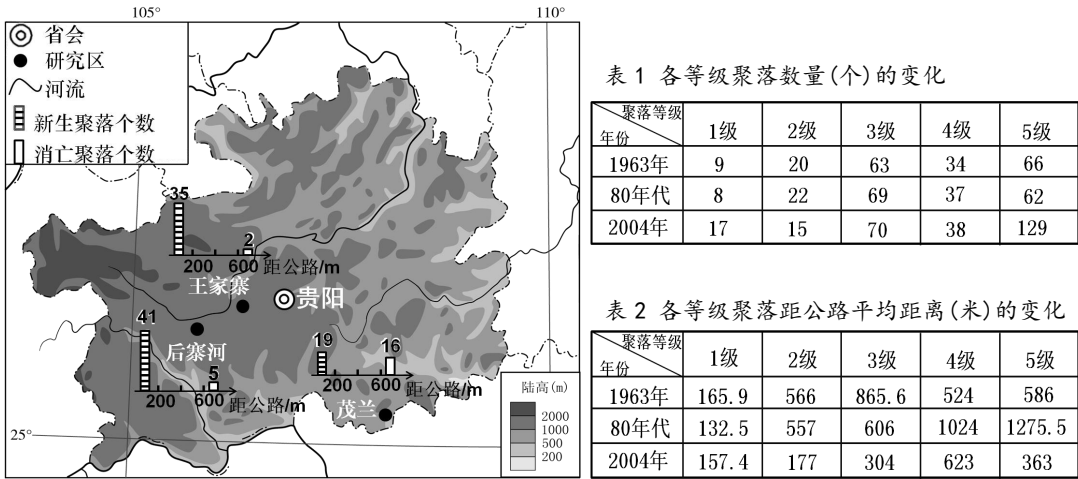 105°
110°
省会
研究区
河流
新生聚落个数
消亡聚落个数
35
2
200 600 距公路/m
王家寨
贵阳
41
后寨河
5
200 600 距公路/m
19
16
200 600 距公路/m
茂兰
25°
陆高(m)
2000
1000
500
200
表 1 各等级聚落数量(个)的变化
聚落等级
年份 1级 2级 3级 4级 5级
1963年 9 20 63 34 66
80年代 8 22 69 37 62
2004年 17 15 70 38 129
表 2 各等级聚落距公路平均距离(米)的变化
聚落等级
年份 1级 2级 3级 4级 5级
1963年 165.9 566 865.6 524 586
80年代 132.5 557 606 1024 1275.5
2004年 157.4 177 304 623 363